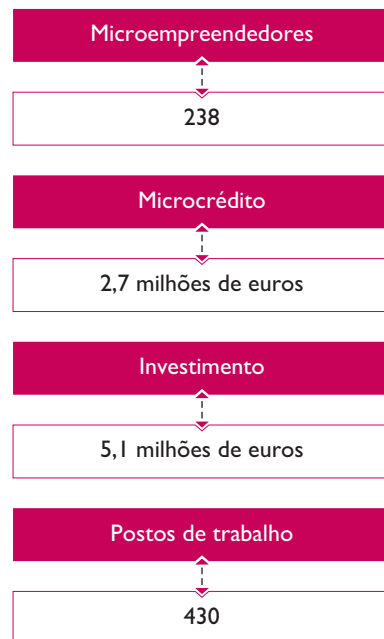 Microempreendedores
238
Microcrédito
2,7 milhões de euros
Investimento
5,1 milhões de euros
Postos de trabalho
430